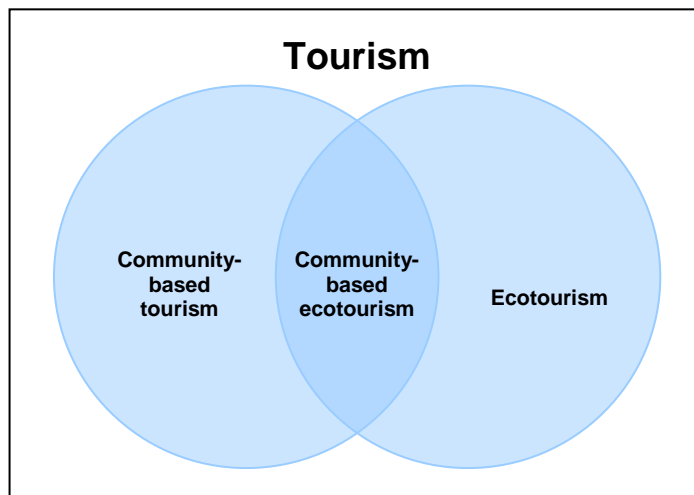 Tourism
Community-
based
tourism
Community-
based
ecotourism
Ecotourism